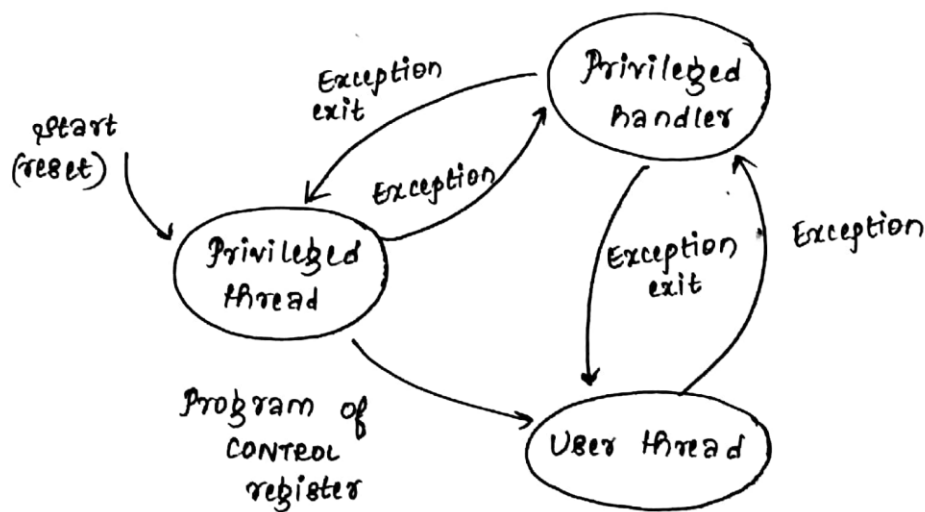 Exception
exit
Privileged
handler
Start
(reset)
Exception
Privileged
thread
Exception
exit
Exception
Program of
CONTROL
register
User thread